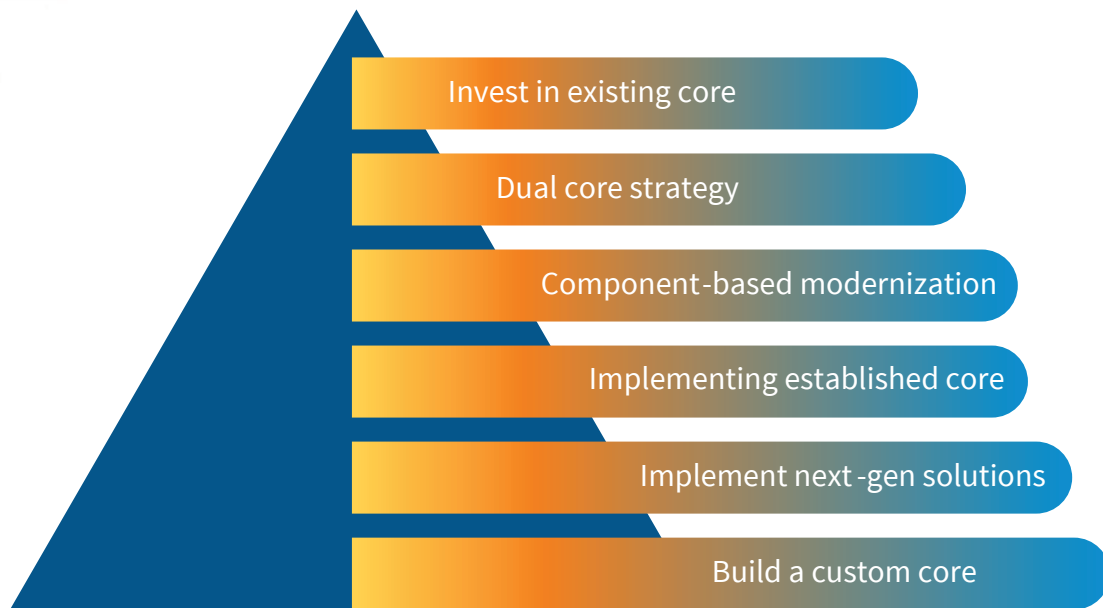 Invest in existing core
Dual core strategy
Component-based modernization
Implementing established core
Implement next-gen solutions
Build a custom core